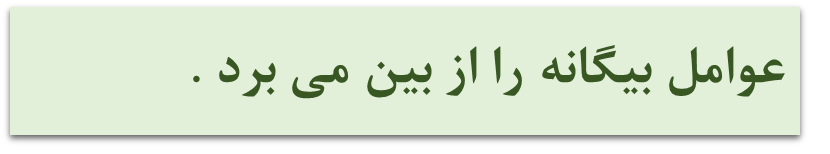 عوامل بیگانه را از بین می برد .